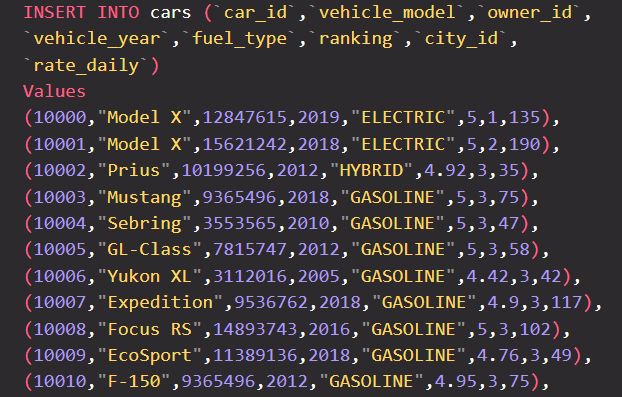 INSERT INTO cars (`car_id`,`vehicle_model`,`owner_id`,
`vehicle_year`,`fuel_type`,`ranking`,`city_id`,
`rate_daily`)
Values
(10000,"Model X",12847615,2019,"ELECTRIC",5,1,135),
(10001,"Model X",15621242,2018,"ELECTRIC",5,2,190),
(10002,"Prius",10199256,2012,"HYBRID",4.92,3,35),
(10003,"Mustang",9365496,2018,"GASOLINE",5,3,75),
(10004,"Sebring",3553565,2010,"GASOLINE",5,3,47),
(10005,"GL-Class",7815747,2012,"GASOLINE",5,3,58),
(10006,"Yukon XL",3112016,2005,"GASOLINE",4.42,3,42),
(10007,"Expedition",9536762,2018,"GASOLINE",4.9,3,117),
(10008,"Focus RS",14893743,2016,"GASOLINE",5,3,102),
(10009,"EcoSport",11389136,2018,"GASOLINE",4.76,3,49),
(10010,"F-150",9365496,2012,"GASOLINE",4.95,3,75),